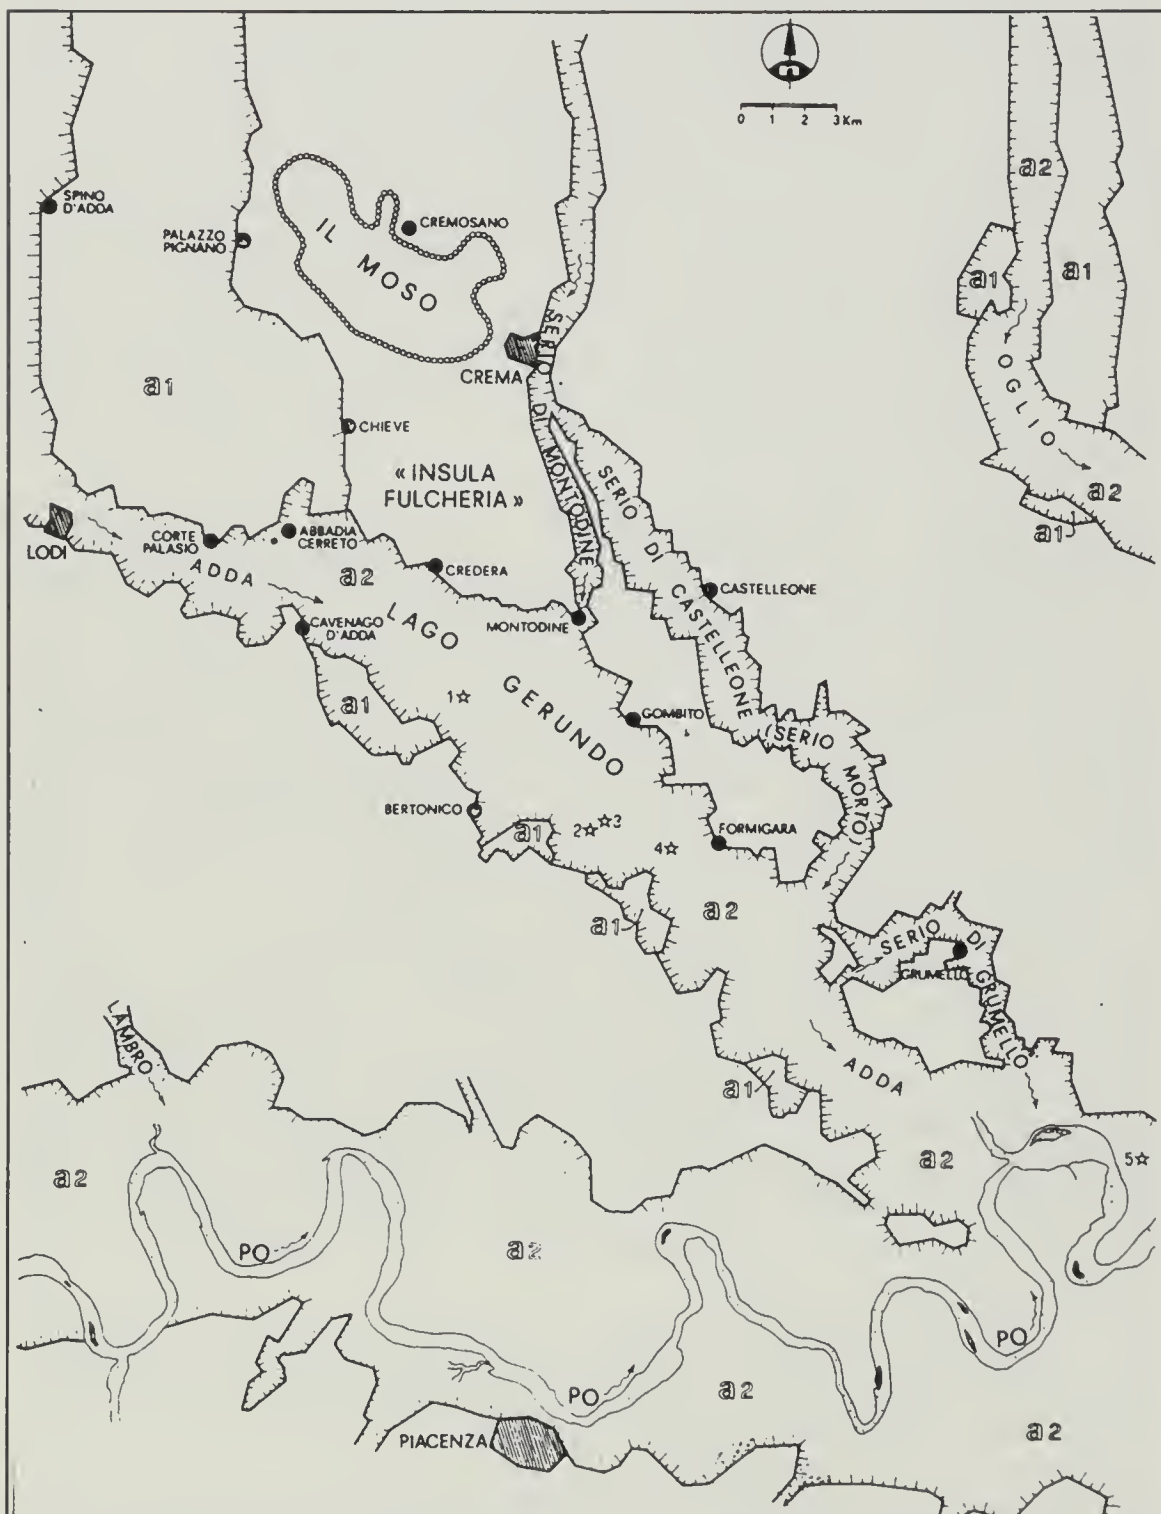 n
0 1 2 3 Km
SPINO
D'ADDA
PALAZZO
PIGNANO
CREMOSANO
IL MOSO
a2
a1
a1
a1
OGLIO
a2
a1
CREMA
SERIO DI MONTODINE
CHIEVE
« INSULA
FULCHERIA »
SERIO DI CASTELLEONE
(SERIO MORTO)
LODI
CORTE
PALASIO
ABBADIA
CERRETO
ADDA
a2
CREDERA
CASTELLEONE
CAVENAGO
D'ADDA
LAGO GERUNDO
MONTODINE
a1
1☆
GOMBITO
BERTONICO
a1
2☆
☆3
4☆
FORMIGARA
a1
a2
SERIO DI GRUMELLO
GRUMELLO
LAMBRO
ADDA
a1
a2
a2
5☆
PO
a2
PO
PO
a2
a2
PIACENZA